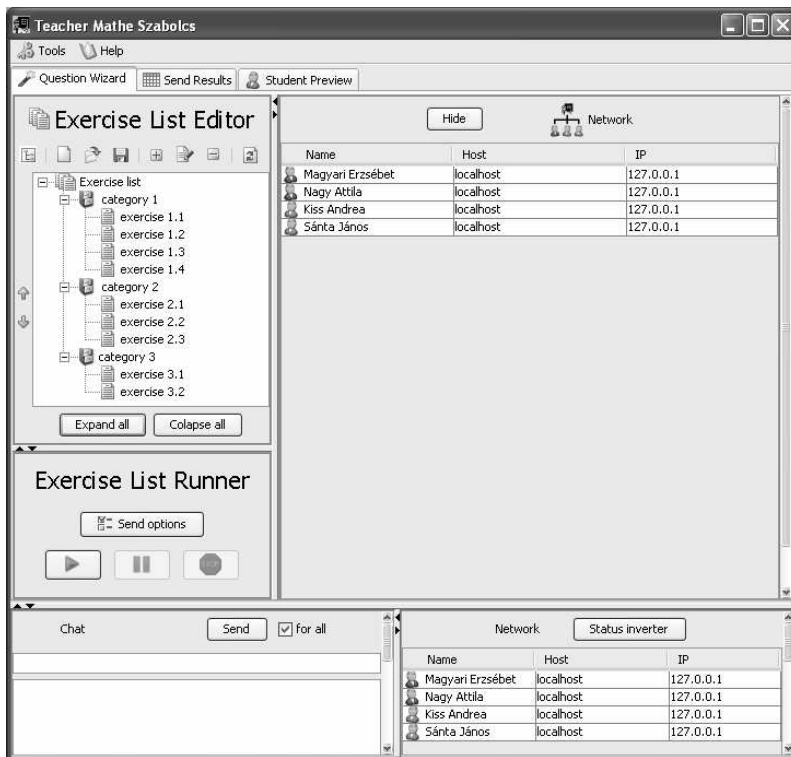 Teacher Mathe Szabolcs
Tools Help
Question Wizard Send Results Student Preview
Exercise List Editor
Exercise list
category 1
exercise 1.1
exercise 1.2
exercise 1.3
exercise 1.4
category 2
exercise 2.1
exercise 2.2
exercise 2.3
category 3
exercise 3.1
exercise 3.2
Expand all Colapse all
Exercise List Runner
Send options
STOP
Hide Network
Name Host IP
Magyari Erzsébet localhost 127.0.0.1
Nagy Attila localhost 127.0.0.1
Kiss Andrea localhost 127.0.0.1
Sánta János localhost 127.0.0.1
Chat Send for all
Network Status inverter
Name Host IP
Magyari Erzsébet localhost 127.0.0.1
Nagy Attila localhost 127.0.0.1
Kiss Andrea localhost 127.0.0.1
Sánta János localhost 127.0.0.1